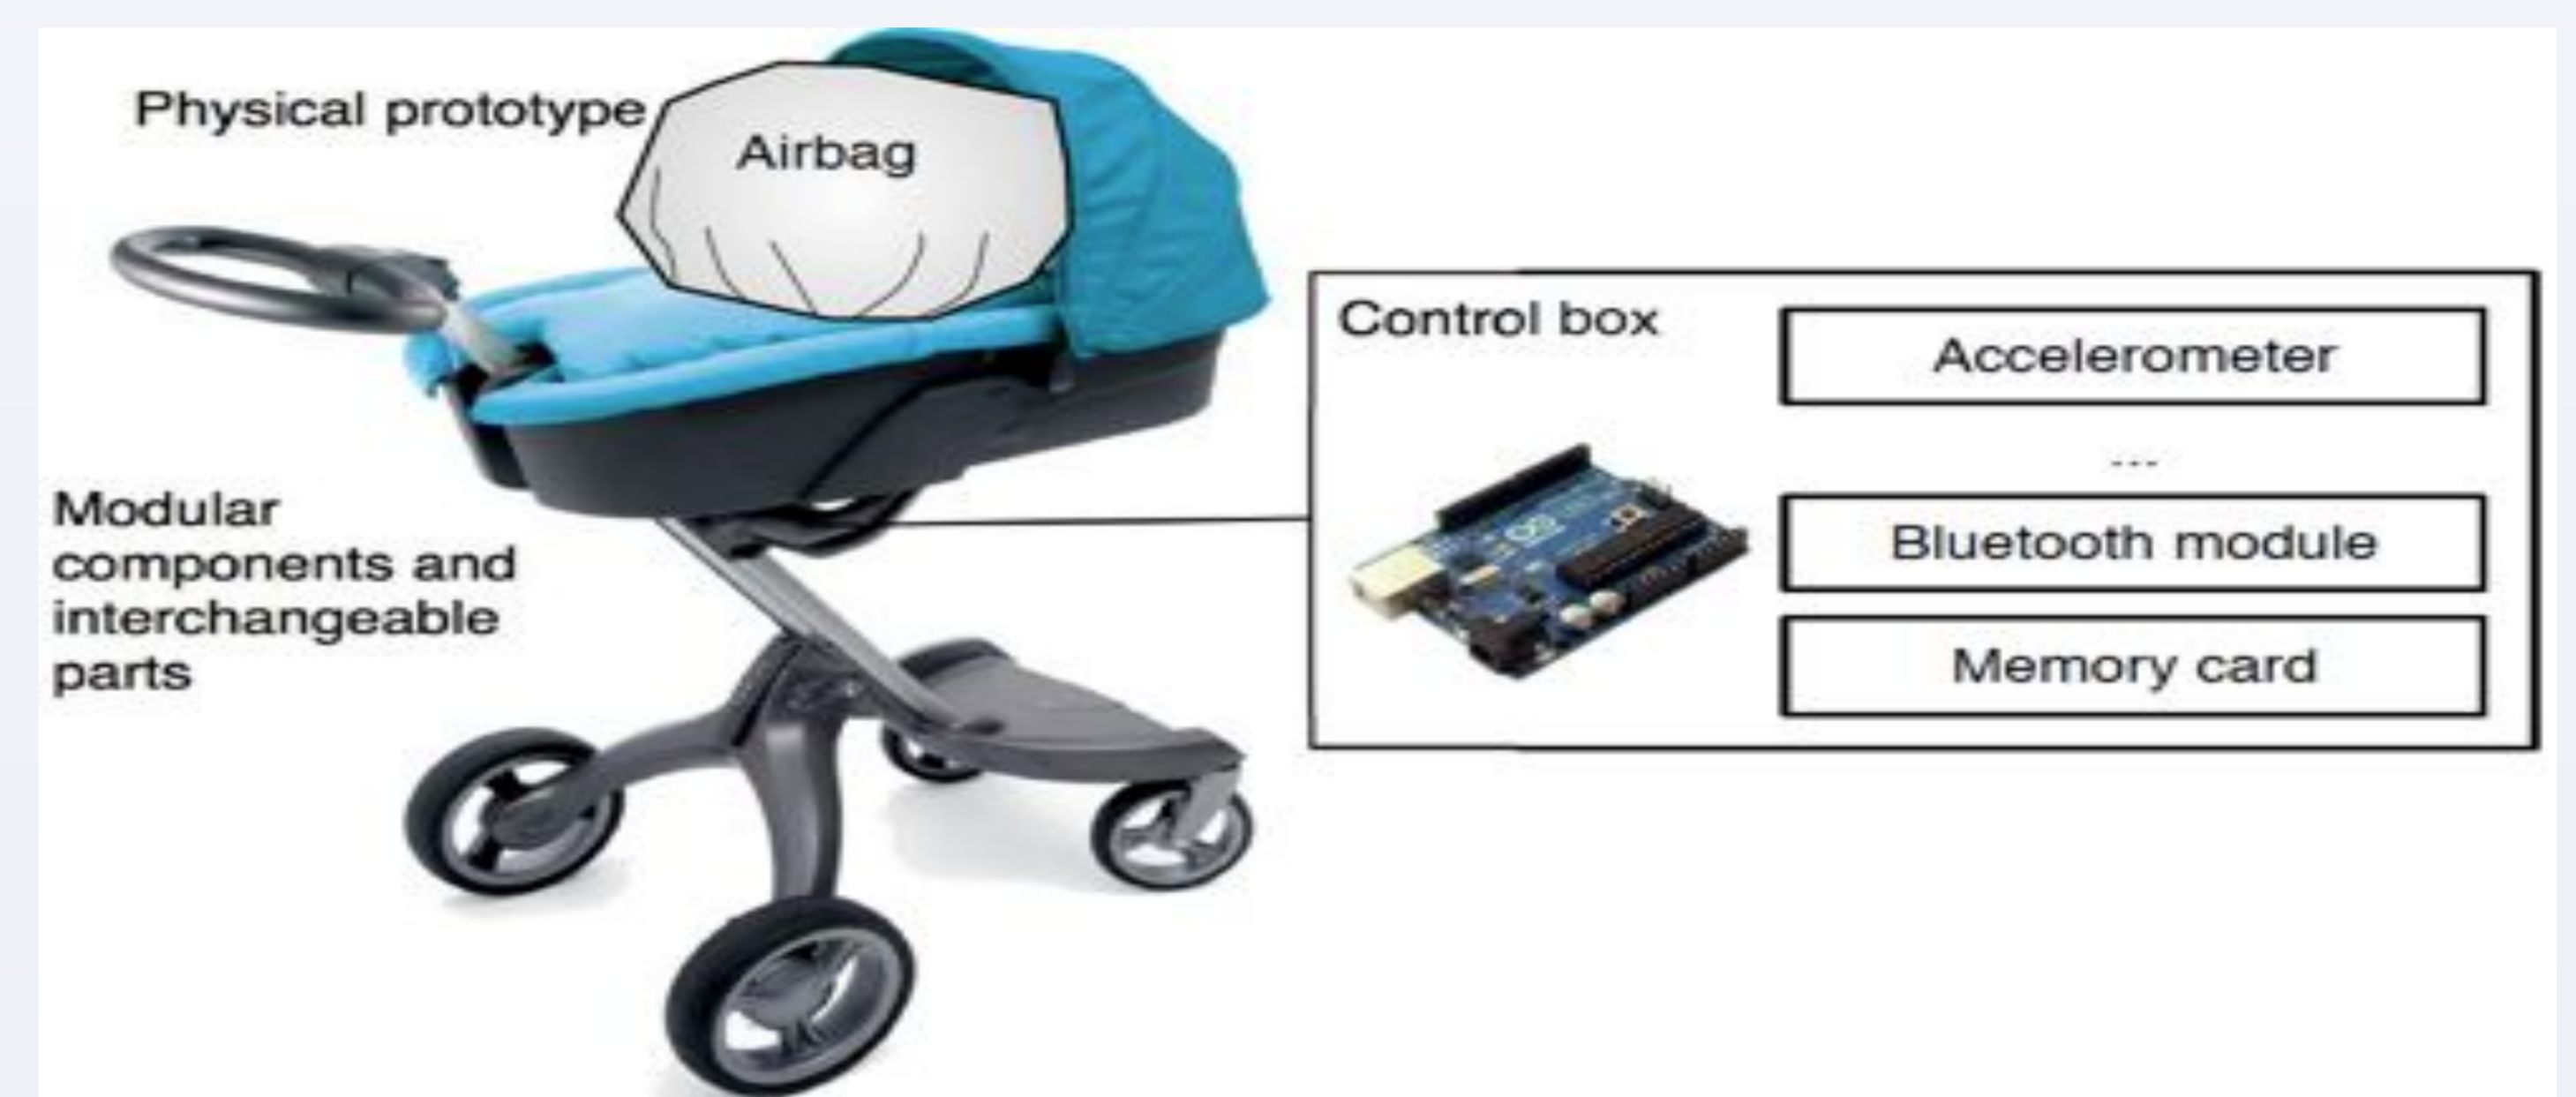 Physical prototype
Airbag
Modular
components and
interchangeable
parts
Control box
Accelerometer
...
Bluetooth module
Memory card